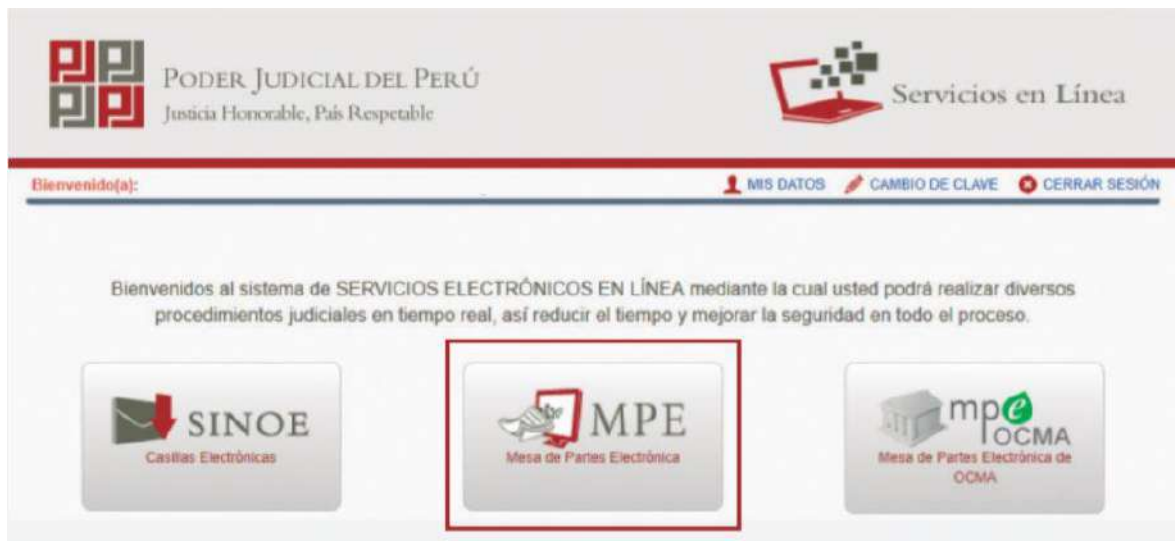 PODER JUDICIAL DEL PERÚ
Justicia Honorable, País Respetable
Servicios en Línea
Bienvenido(a):
MIS DATOS CAMBIO DE CLAVE CERRAR SESIÓN
Bienvenidos al sistema de SERVICIOS ELECTRÓNICOS EN LÍNEA mediante la cual usted podrá realizar diversos
procedimientos judiciales en tiempo real, así reducir el tiempo y mejorar la seguridad en todo el proceso.
SINOE
Casillas Electrónicas
MPE
Mesa de Partes Electrónica
mpe
OCMA
Mesa de Partes Electrónica de
OCMA